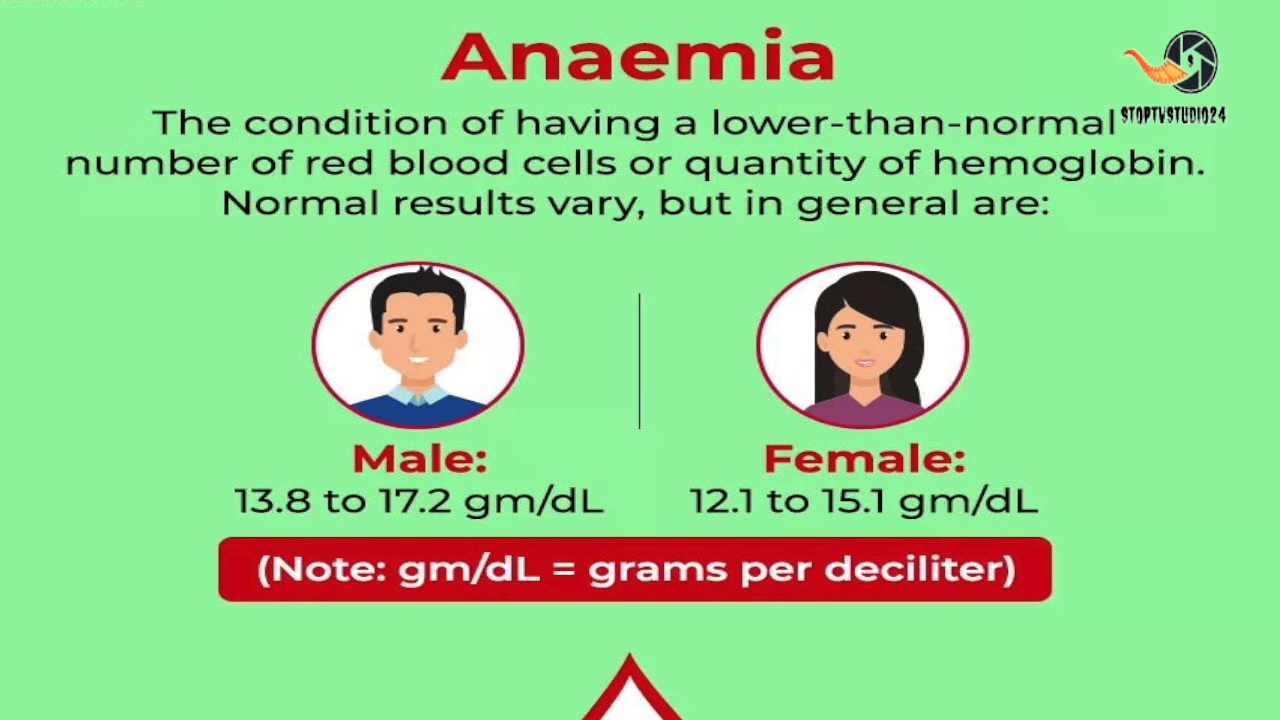 Anaemia
STOPTVSTUDIO24
The condition of having a lower-than-normal
number of red blood cells or quantity of hemoglobin.
Normal results vary, but in general are:
Male:
13.8 to 17.2 gm/dL
Female:
12.1 to 15.1 gm/dL
(Note: gm/dL = grams per deciliter)